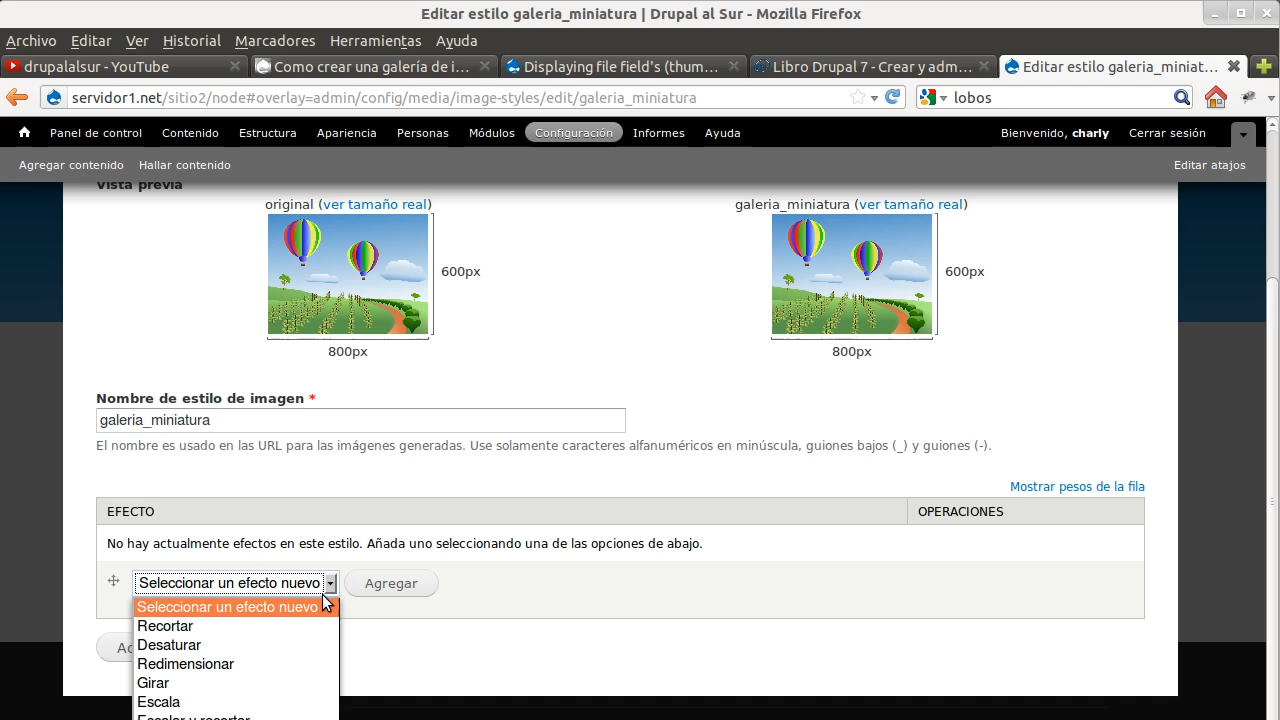 Editar estilo galeria_miniatura | Drupal al Sur - Mozilla Firefox
Archivo Editar Ver Historial Marcadores Herramientas Ayuda
drupalalsur - YouTube
Como crear una galería de i...
Displaying file field's (thum...
Libro Drupal 7 - Crear y adm...
Editar estilo galeria_miniat...
servidor1.net/sitio2/node#overlay=admin/config/media/image-styles/edit/galeria_miniatura
lobos
Panel de control Contenido Estructura Apariencia Personas Módulos Configuración Informes Ayuda
Bienvenido, charly Cerrar sesión
Agregar contenido Hallar contenido
Editar atajos
Vista previa
original (ver tamaño real)
600px
800px
galeria_miniatura (ver tamaño real)
600px
800px
Nombre de estilo de imagen *
galeria_miniatura
El nombre es usado en las URL para las imágenes generadas. Use solamente caracteres alfanuméricos en minúscula, guiones bajos (_) y guiones (-).
Mostrar pesos de la fila
EFECTO OPERACIONES
No hay actualmente efectos en este estilo. Añada uno seleccionando una de las opciones de abajo.
Seleccionar un efecto nuevo Agregar
Seleccionar un efecto nuevo
Recortar
Desaturar
Redimensionar
Girar
Escala
Escalar y recortar